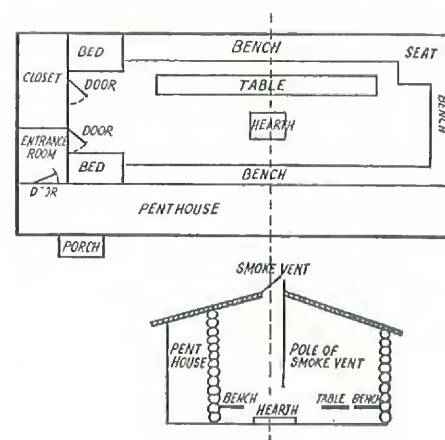 BED
BENCH
SEAT
CLOSET
DOOR
TABLE
BENCH
HEARTH
DOOR
ENTRANCE
ROOM
BED
BENCH
DOOR
PENTHOUSE
PORCH
SMOKE VENT
PENT
HOUSE
POLE OF
SMOKE VENT
BENCH
HEARTH
TABLE
BENCH